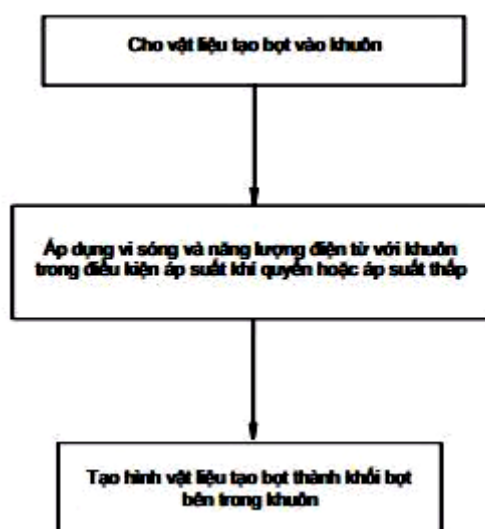 Cho vật liệu tạo bọt vào khuôn
Áp dụng vi sóng và năng lượng điện từ với khuôn
trong điều kiện áp suất khí quyển hoặc áp suất thấp
Tạo hình vật liệu tạo bọt thành khối bọt
bên trong khuôn